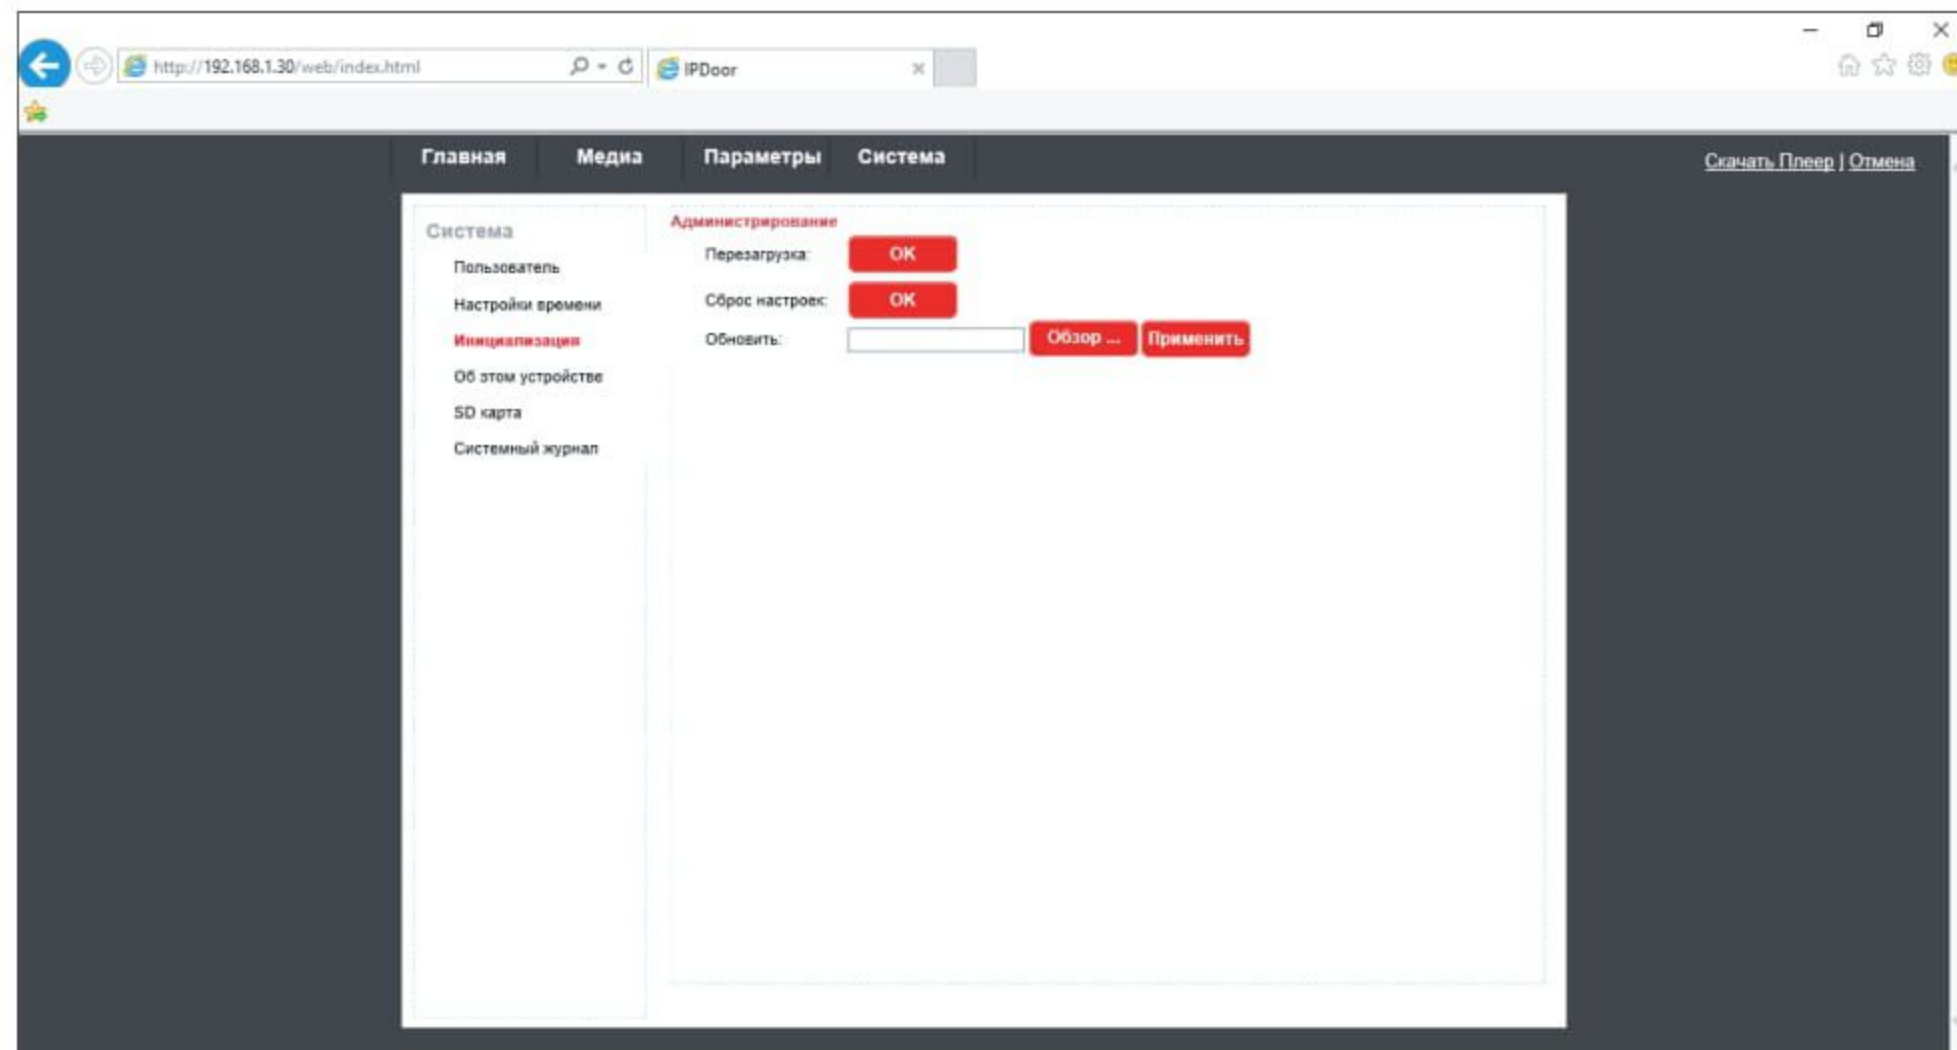 http://192.168.1.30/web/index.html
IPDoor
Главная Медиа Параметры Система
Скачать Плеер | Отмена
Система
Пользователь
Настройки времени
Инициализация
Об этом устройстве
SD карта
Системный журнал
Администрирование
Перезагрузка: OK
Сброс настроек: OK
Обновить: Обзор ... Применить